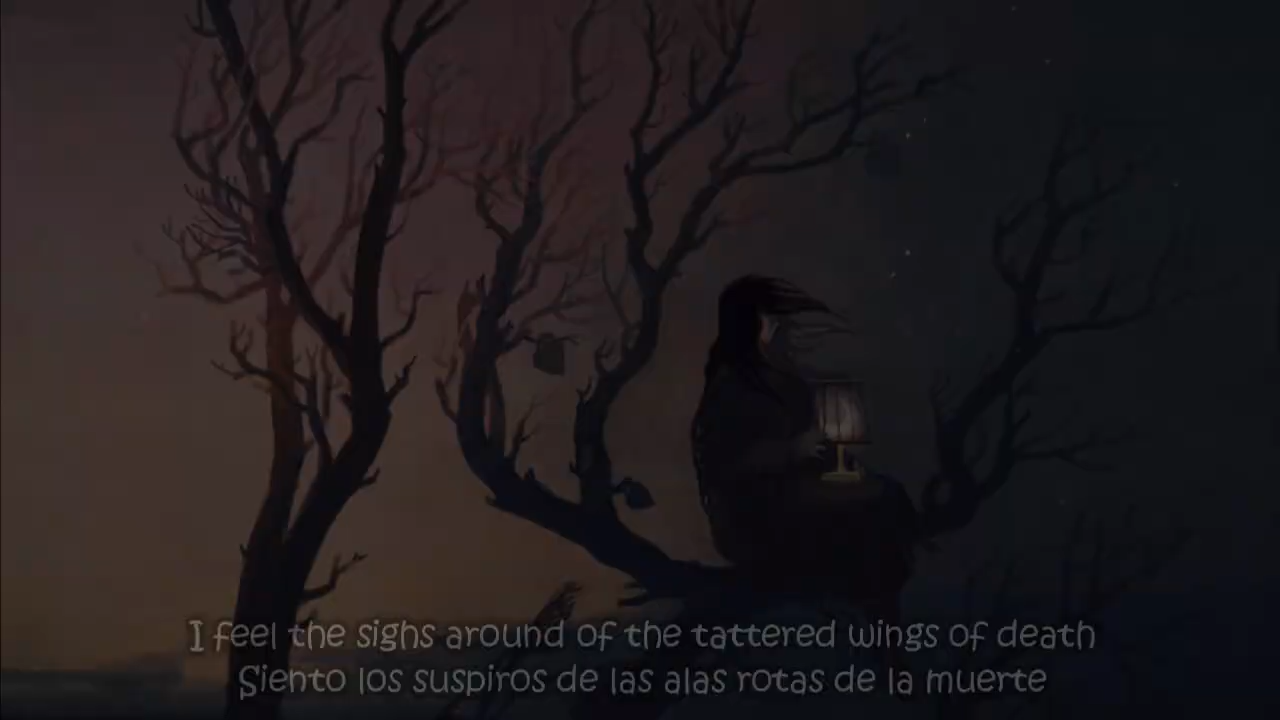 I feel the sighs around of the tattered wings of death
Siento los suspiros de las alas rotas de la muerte